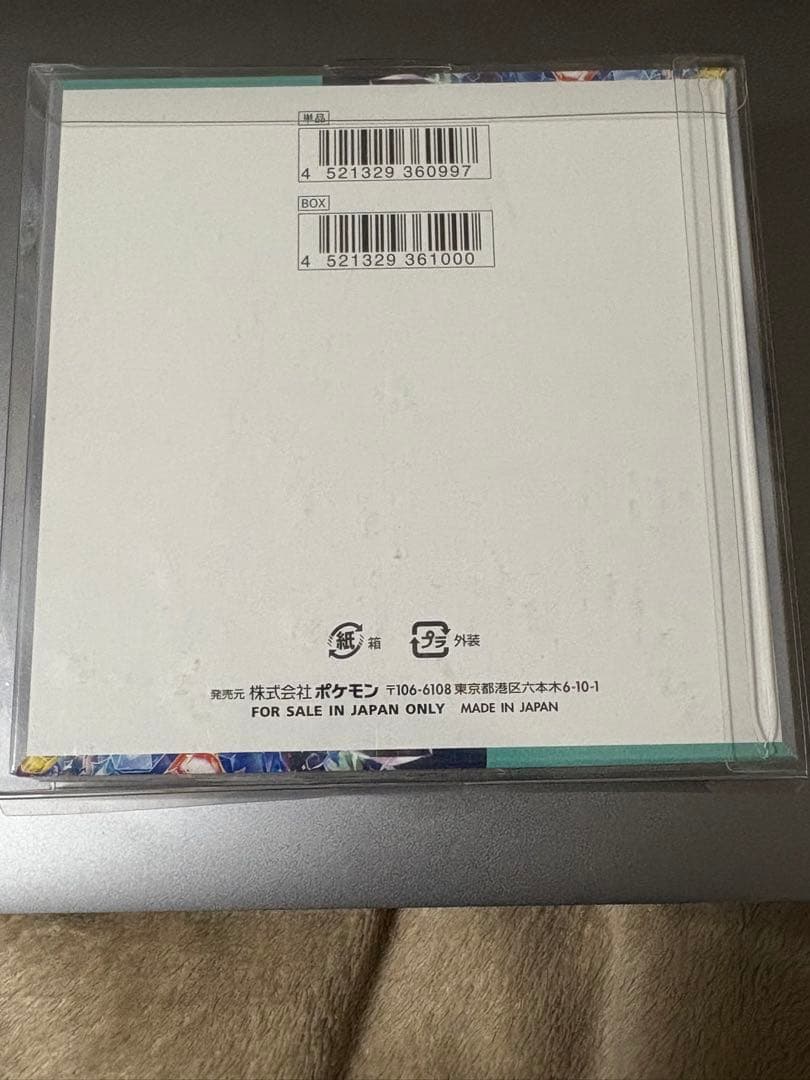 単品
4 521329 360997
BOX
4 521329 361000
紙 箱 プラ 外装
発売元 株式会社ポケモン 〒106-6108 東京都港区六本木6-10-1
FOR SALE IN JAPAN ONLY MADE IN JAPAN